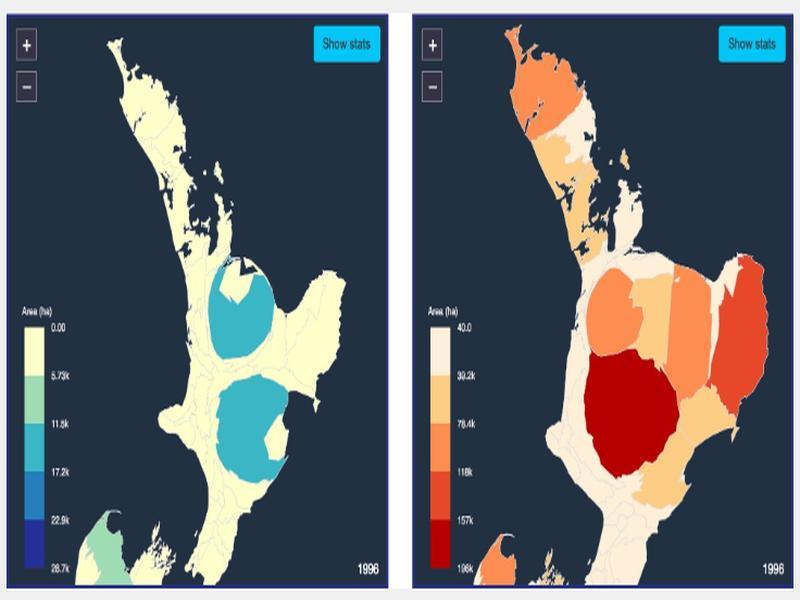 +
Show stats
−
Area (ha)
0.00
5.73k
11.5k
17.2k
22.9k
28.7k
1996
+
Show stats
−
Area (ha)
40.0
39.2k
78.4k
118k
157k
196k
1996